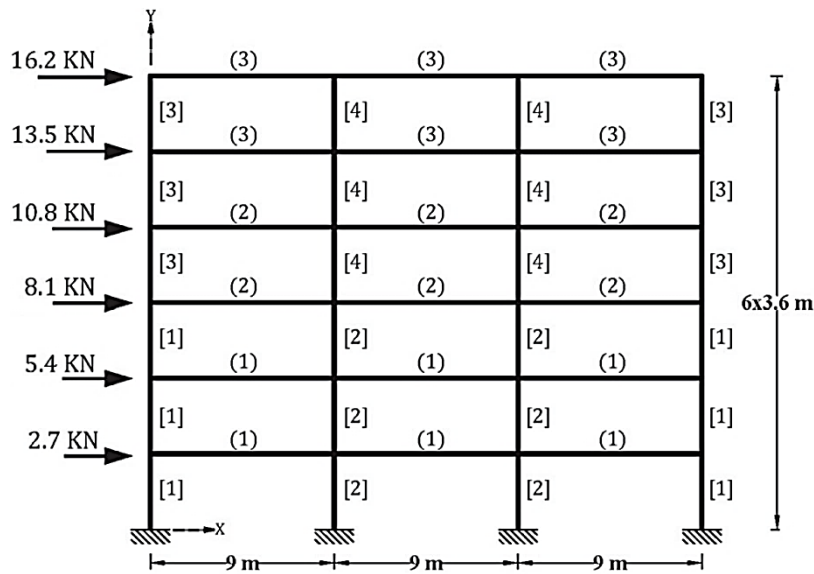 Y
16.2 KN (3) (3) (3)
[3] [4] [4] [3]
13.5 KN (3) (3) (3)
[3] [4] [4] [3]
10.8 KN (2) (2) (2)
[3] [4] [4] [3]
8.1 KN (2) (2) (2)
6x3.6 m
[1] [2] [2] [1]
5.4 KN (1) (1) (1)
[1] [2] [2] [1]
2.7 KN (1) (1) (1)
[1] [2] [2] [1]
X
9 m 9 m 9 m